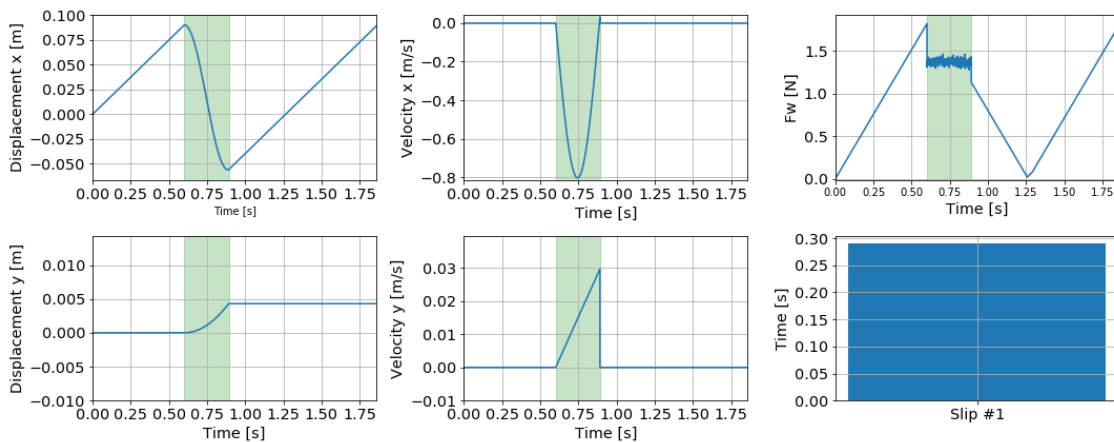 Displacement x [m]
0.100
0.075
0.050
0.025
0.000
−0.025
−0.050
0.00 0.25 0.50 0.75 1.00 1.25 1.50 1.75
Time [s]
Velocity x [m/s]
0.0
−0.2
−0.4
−0.6
−0.8
0.00 0.25 0.50 0.75 1.00 1.25 1.50 1.75
Time [s]
Fw [N]
1.5
1.0
0.5
0.0
0.00 0.25 0.50 0.75 1.00 1.25 1.50 1.75
Time [s]
Displacement y [m]
0.010
0.005
0.000
−0.005
−0.010
0.00 0.25 0.50 0.75 1.00 1.25 1.50 1.75
Time [s]
Velocity y [m/s]
0.03
0.02
0.01
0.00
−0.01
0.00 0.25 0.50 0.75 1.00 1.25 1.50 1.75
Time [s]
Time [s]
0.30
0.25
0.20
0.15
0.10
0.05
0.00
Slip #1